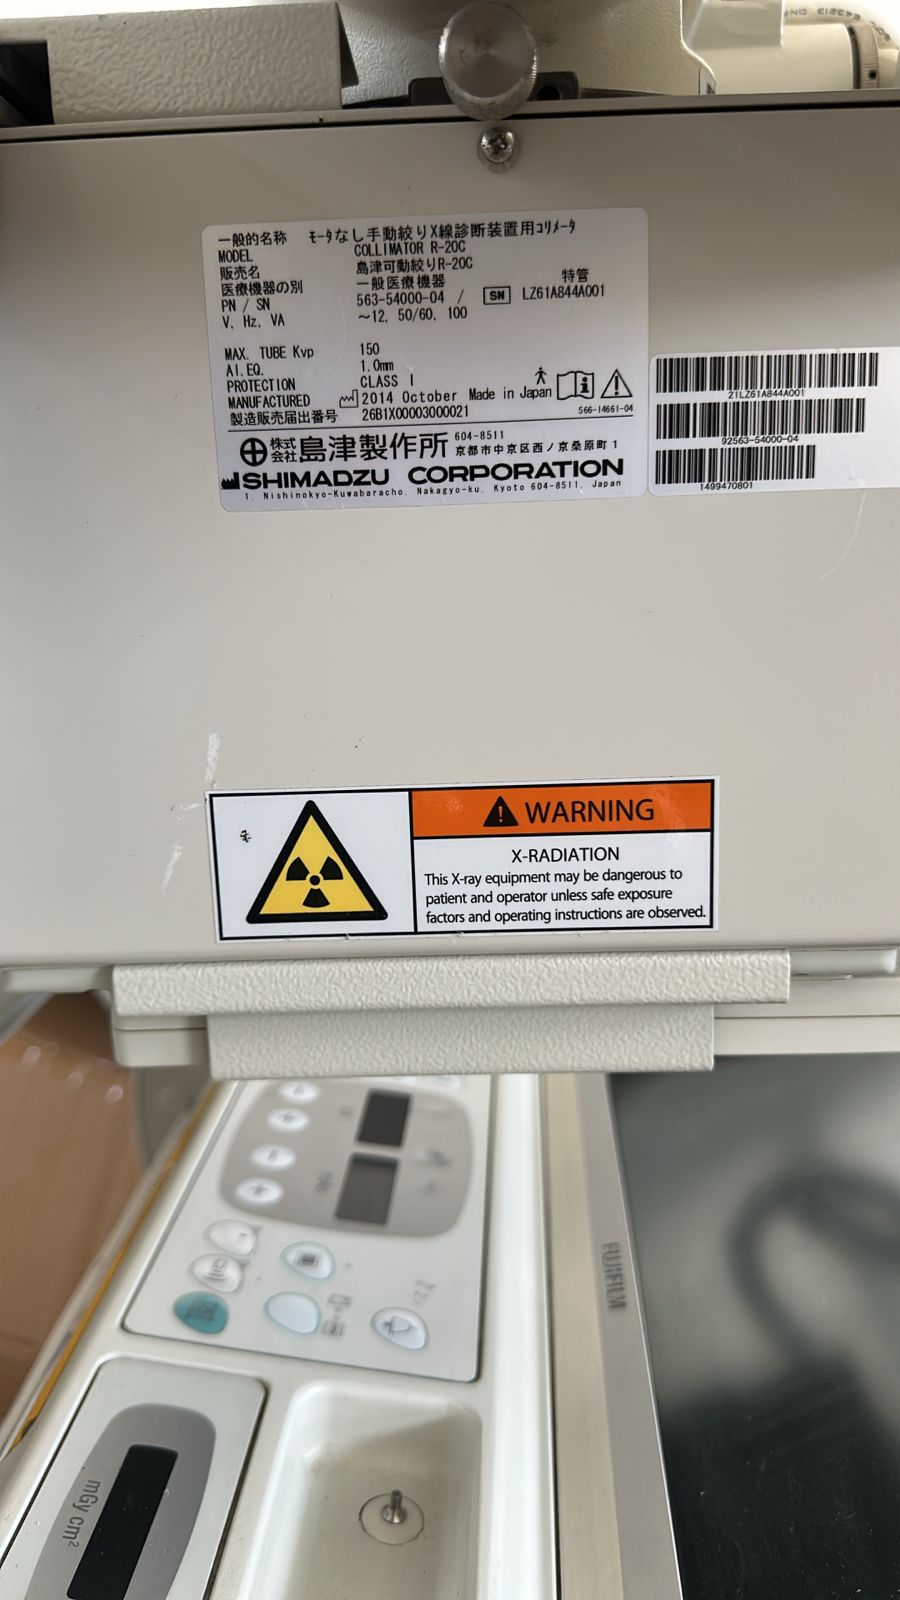 一般的名称 モータなし手動絞りX線診断装置用コリメータ
MODEL COLLIMATOR R-20C
販売名 島津可動絞りR-20C
医療機器の別 一般医療機器 特管
PN / SN 563-54000-04 / SN LZ61A844A001
V, Hz, VA ～12, 50/60, 100
MAX. TUBE Kvp 150
Al.EQ. 1.0mm
PROTECTION CLASS I
MANUFACTURED 2014 October Made in Japan
製造販売届出番号 26B1X00003000021
566-14661-04
株式会社 島津製作所 604-8511
京都市中京区西ノ京桑原町1
SHIMADZU CORPORATION
1, Nishinokyo-Kuwabaracho, Nakagyo-ku, Kyoto 604-8511, Japan
21LZ61A844A001
92563-54000-04
1499470801
WARNING
X-RADIATION
This X-ray equipment may be dangerous to
patient and operator unless safe exposure
factors and operating instructions are observed.
FUJIFILM
mGy cm²